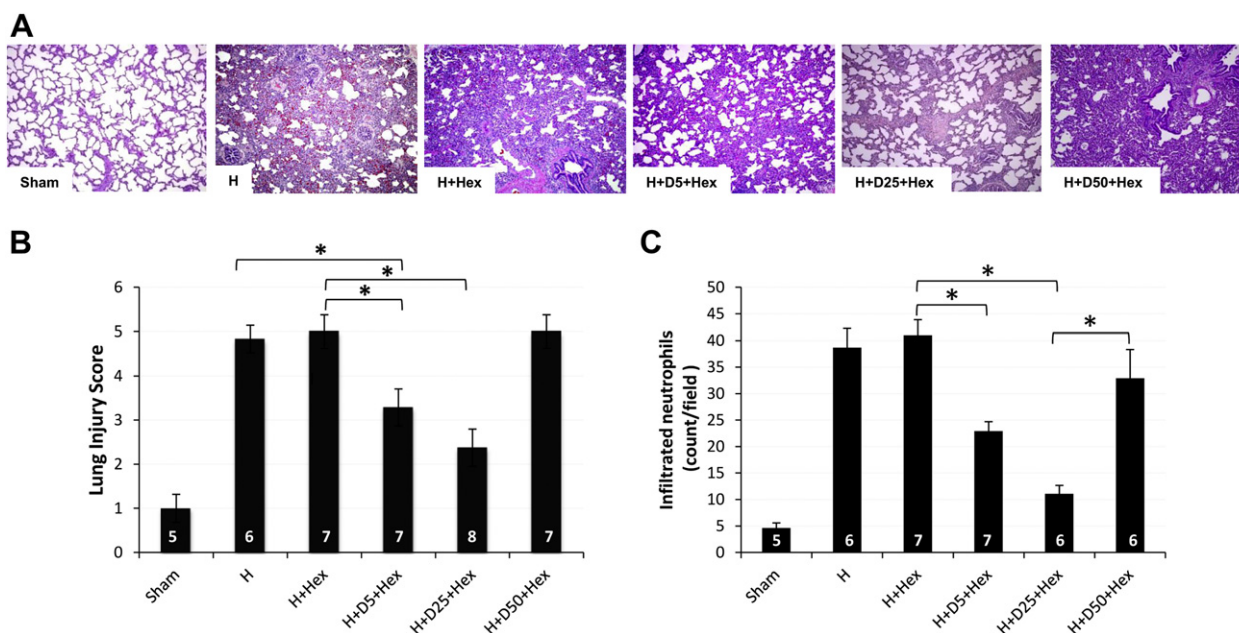 A
Sham
H
H+Hex
H+D5+Hex
H+D25+Hex
H+D50+Hex
B
Lung Injury Score
6
5
4
3
2
1
0
*
*
*
5
6
7
7
8
7
Sham
H
H+Hex
H+D5+Hex
H+D25+Hex
H+D50+Hex
C
Infiltrated neutrophils
(count/field )
50
45
40
35
30
25
20
15
10
5
0
*
*
*
5
6
7
7
6
6
Sham
H
H+Hex
H+D5+Hex
H+D25+Hex
H+D50+Hex